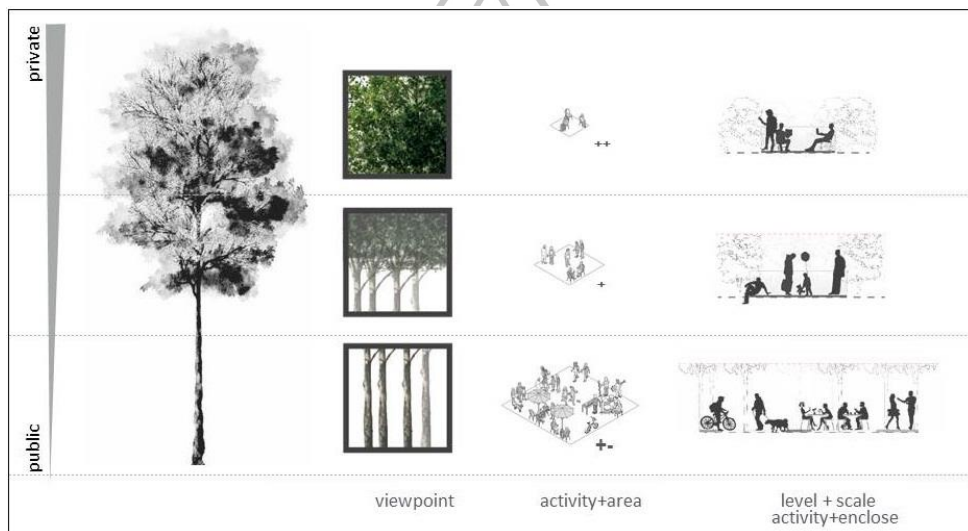 private
++
+
+-
public
viewpoint
activity+area
level + scale
activity+enclose